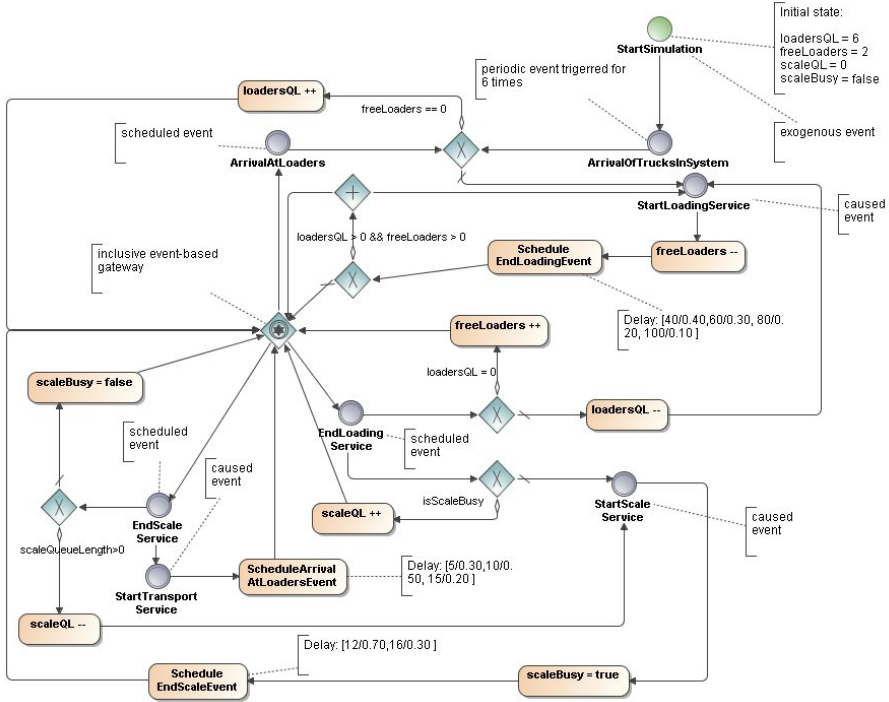 Initial state:
loadersQL = 6
freeLoaders = 2
scaleQL = 0
scaleBusy = false
StartSimulation
periodic event trigerred for
6 times
loadersQL ++
freeLoaders == 0
scheduled event
exogenous event
ArrivalAtLoaders
ArrivalOfTrucksInSystem
StartLoadingService
caused
event
loadersQL > 0 && freeLoaders > 0
inclusive event-based
gateway
Schedule
EndLoadingEvent
freeLoaders --
Delay: [40/0.40,60/0.30, 80/0.
20, 100/0.10 ]
freeLoaders ++
loadersQL = 0
scaleBusy = false
loadersQL --
EndLoading
Service
scheduled
event
scheduled
event
caused
event
isScaleBusy
StartScale
Service
scaleQL ++
caused
event
EndScale
Service
scaleQueueLength>0
StartTransport
Service
ScheduleArrival
AtLoadersEvent
Delay: [5/0.30,10/0.
50, 15/0.20 ]
scaleQL --
Delay: [12/0.70,16/0.30 ]
Schedule
EndScaleEvent
scaleBusy = true